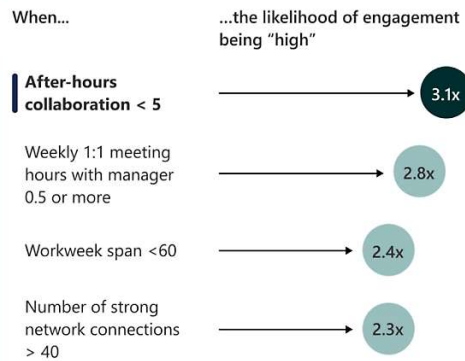 When...
...the likelihood of engagement
being “high”
After-hours
collaboration < 5
3.1x
Weekly 1:1 meeting
hours with manager
0.5 or more
2.8x
Workweek span <60
2.4x
Number of strong
network connections
> 40
2.3x